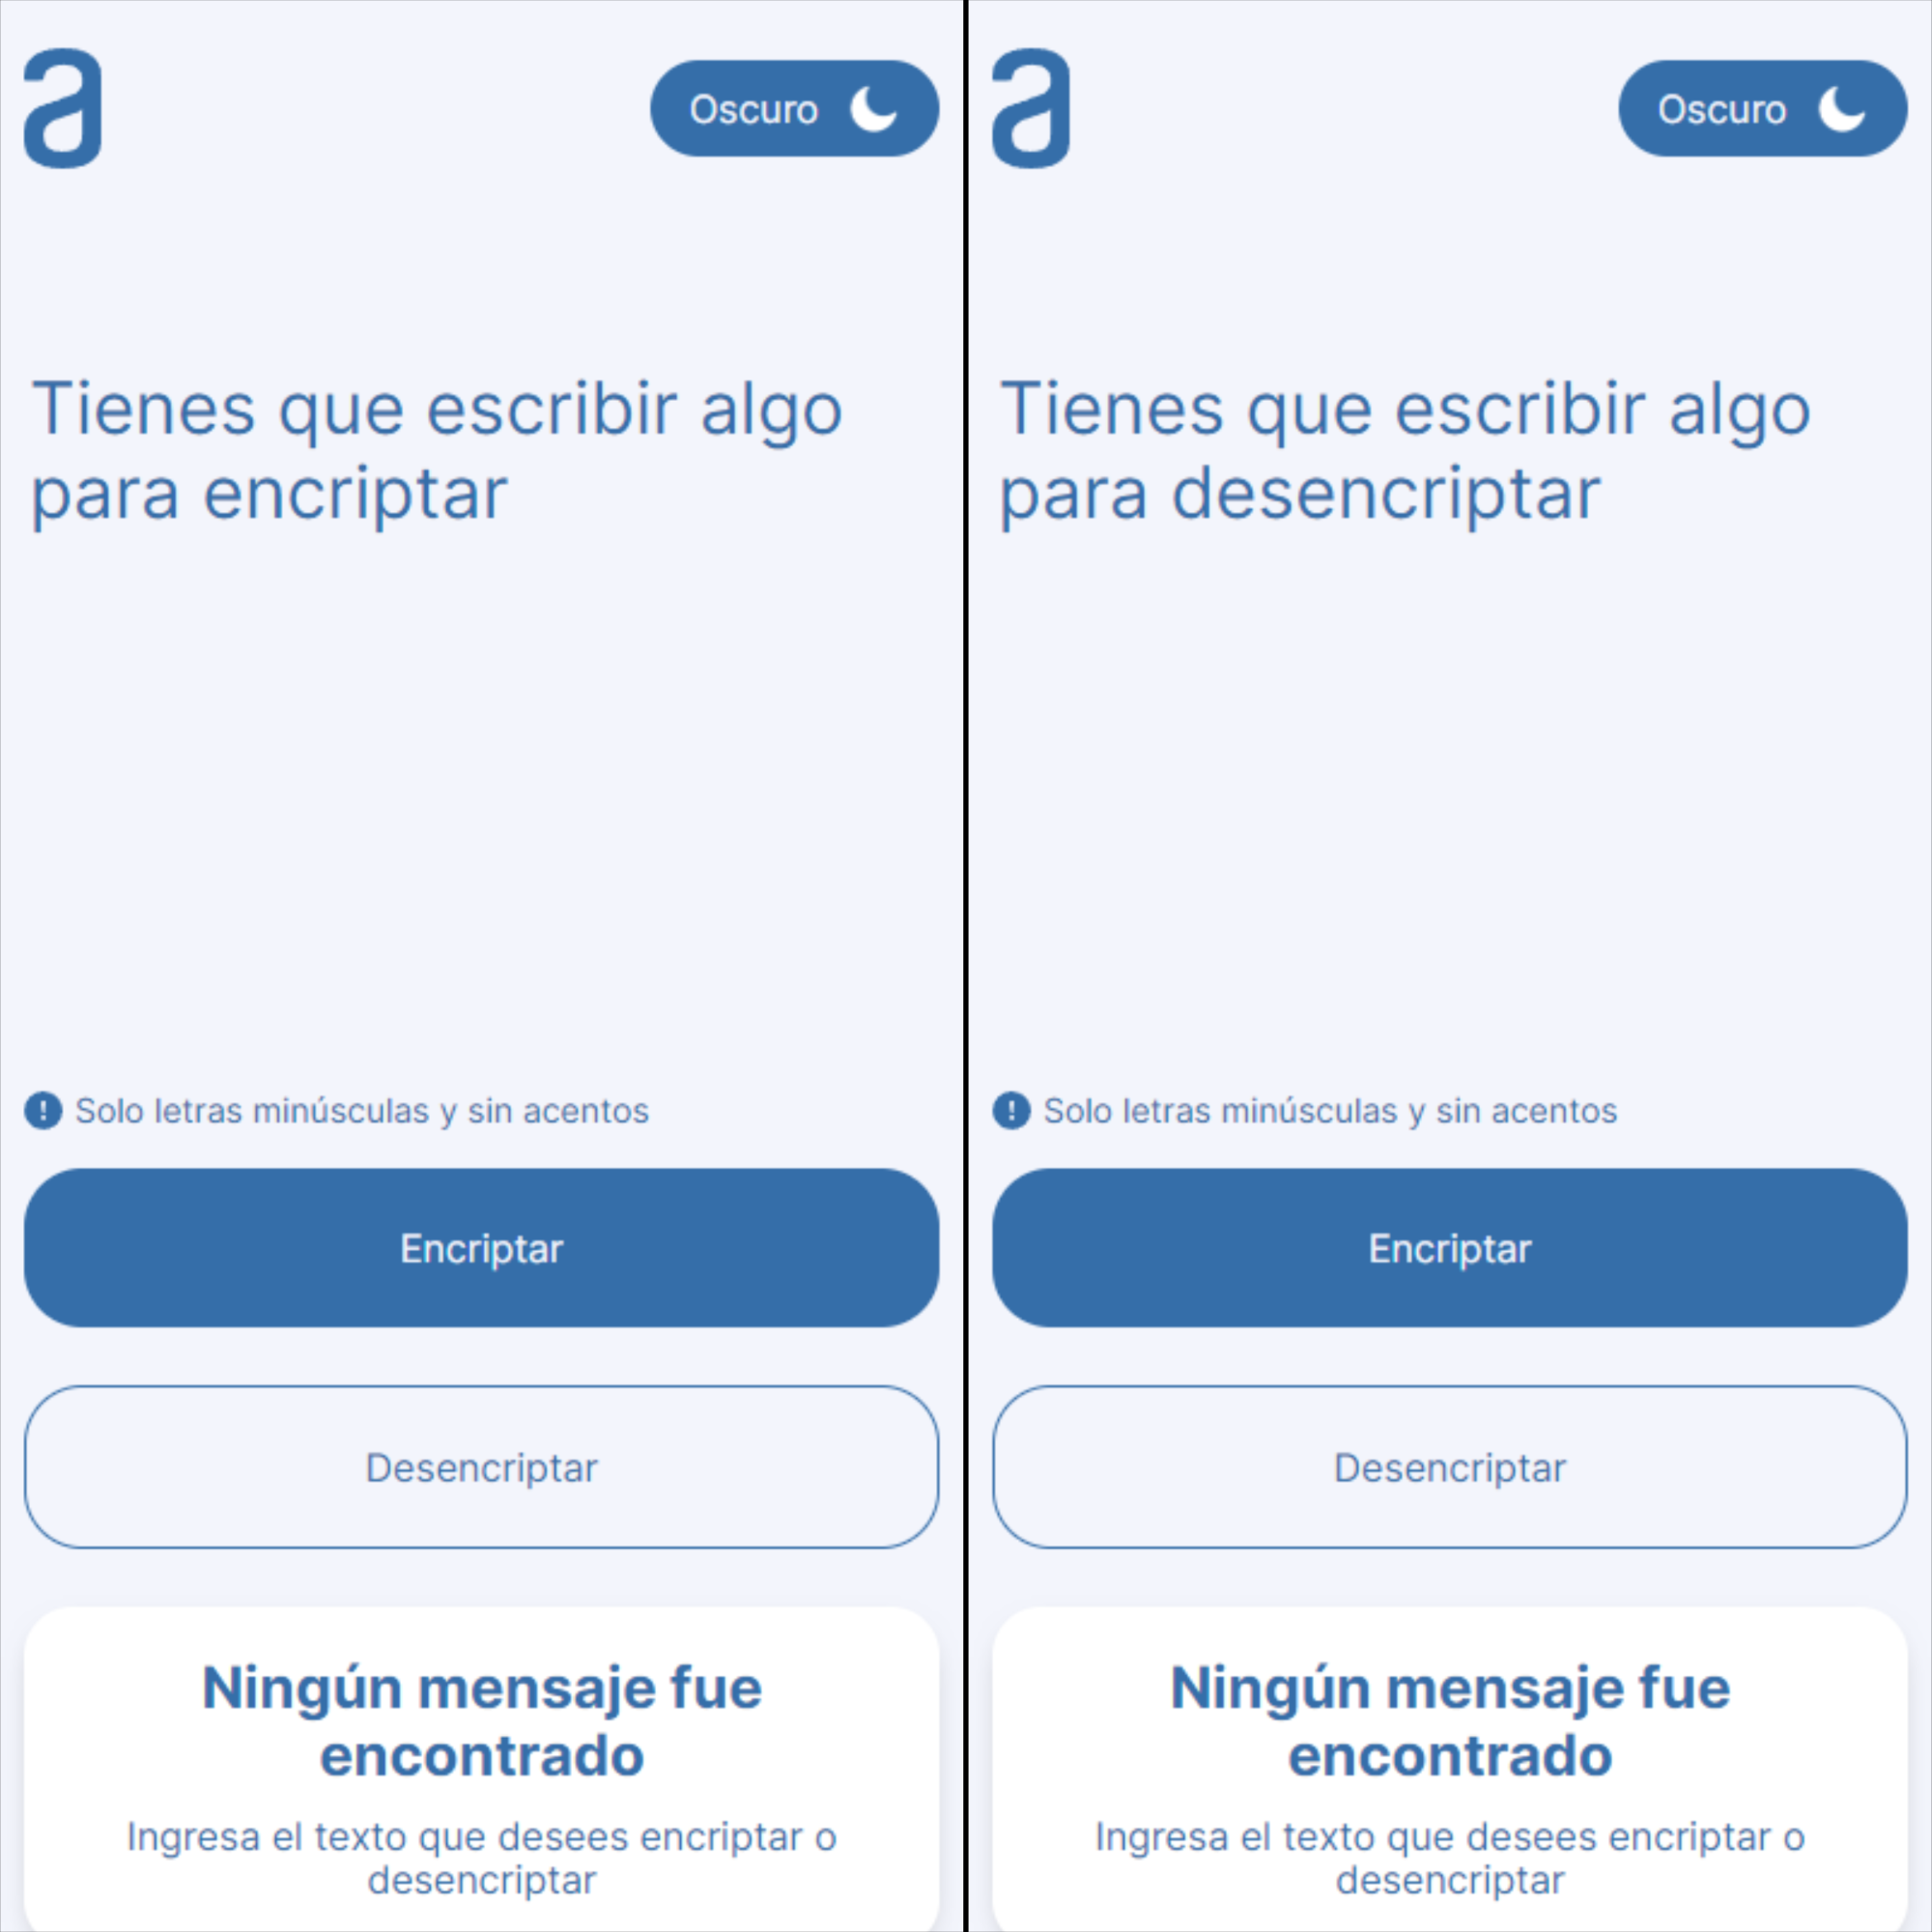 a
Oscuro
Tienes que escribir algo
para encriptar
! Solo letras minúsculas y sin acentos
Encriptar
Desencriptar
Ningún mensaje fue
encontrado
Ingresa el texto que desees encriptar o
desencriptar
a
Oscuro
Tienes que escribir algo
para desencriptar
! Solo letras minúsculas y sin acentos
Encriptar
Desencriptar
Ningún mensaje fue
encontrado
Ingresa el texto que desees encriptar o
desencriptar